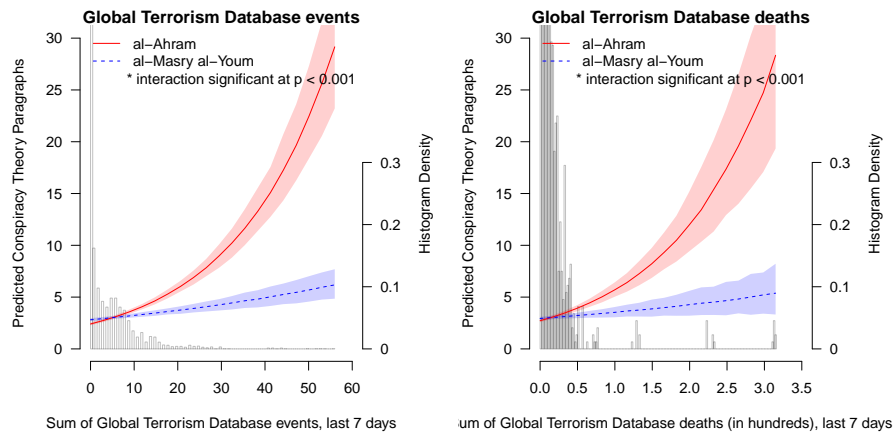 Global Terrorism Database events
al−Ahram
al−Masry al−Youm
* interaction significant at p < 0.001
Predicted Conspiracy Theory Paragraphs
30
25
20
15
10
5
0
0.3
0.2
0.1
0
Histogram Density
0 10 20 30 40 50 60
Sum of Global Terrorism Database events, last 7 days
Global Terrorism Database deaths
al−Ahram
al−Masry al−Youm
* interaction significant at p < 0.001
Predicted Conspiracy Theory Paragraphs
30
25
20
15
10
5
0
0.3
0.2
0.1
0
Histogram Density
0.0 0.5 1.0 1.5 2.0 2.5 3.0 3.5
um of Global Terrorism Database deaths (in hundreds), last 7 days